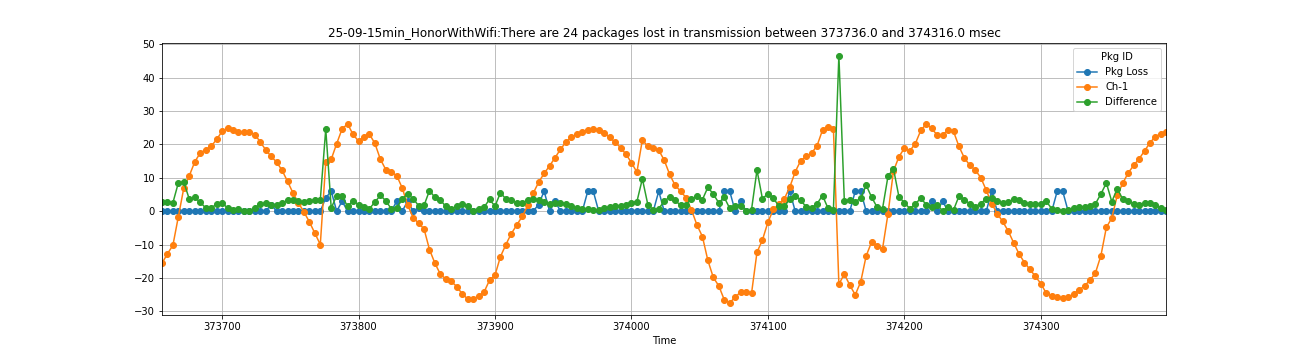 25-09-15min_HonorWithWifi:There are 24 packages lost in transmission between 373736.0 and 374316.0 msec
50
40
30
20
10
0
−10
−20
−30
Pkg ID
Pkg Loss
Ch-1
Difference
373700 373800 373900 374000 374100 374200 374300
Time